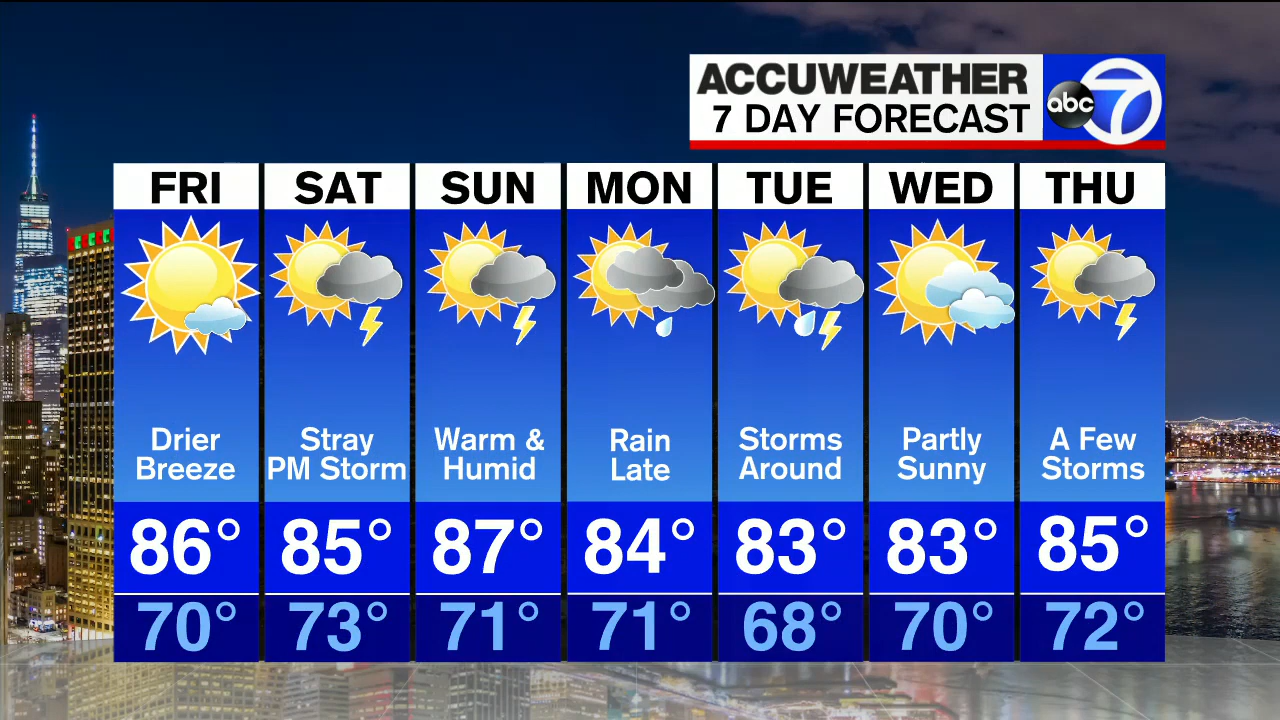 ACCUWEATHER
7 DAY FORECAST
abc 7
FRI SAT SUN MON TUE WED THU
Drier Stray Warm & Rain Storms Partly A Few
Breeze PM Storm Humid Late Around Sunny Storms
86° 85° 87° 84° 83° 83° 85°
70° 73° 71° 71° 68° 70° 72°